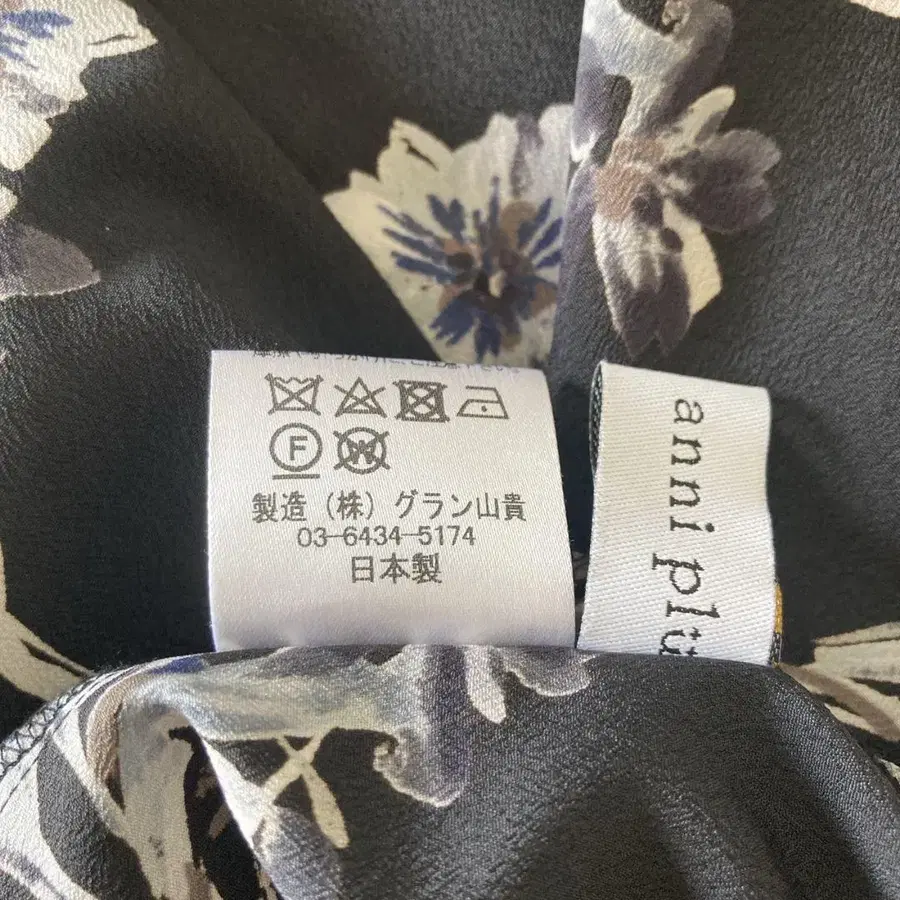 F
W
製造（株）グラン山貴
03-6434-5174
日本製
anni plu